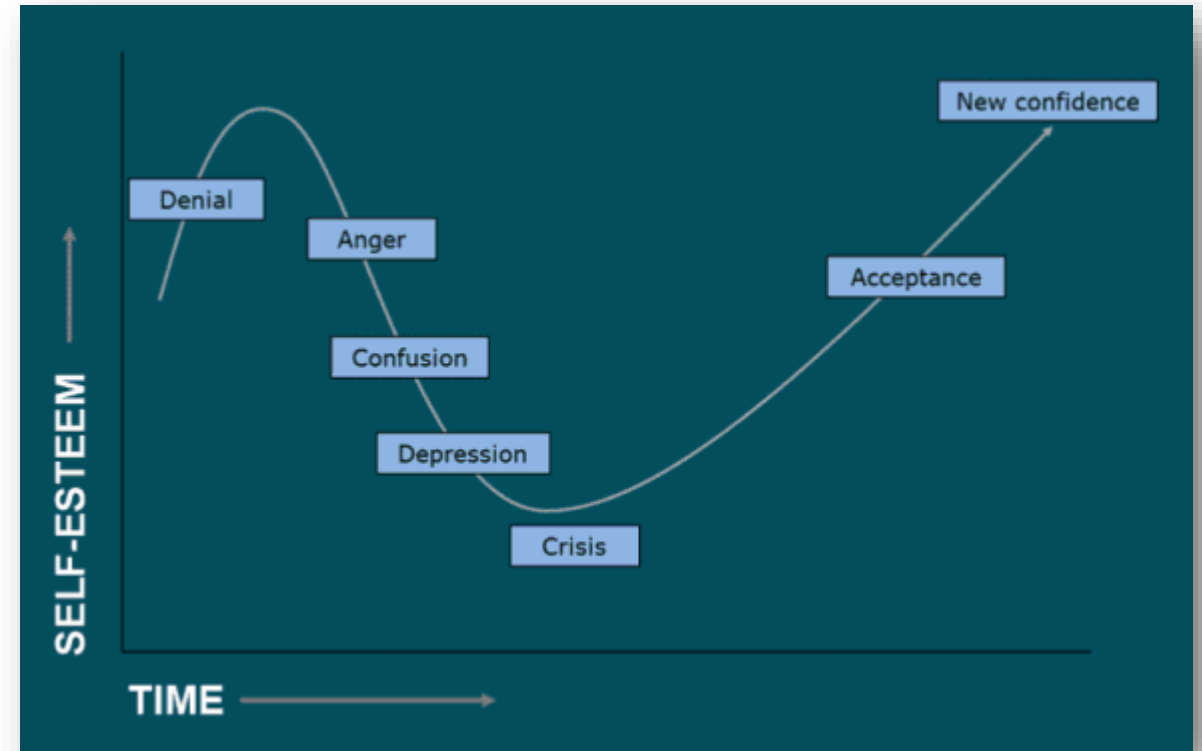 New confidence
Denial
Anger
Acceptance
Confusion
Depression
Crisis
SELF-ESTEEM
TIME